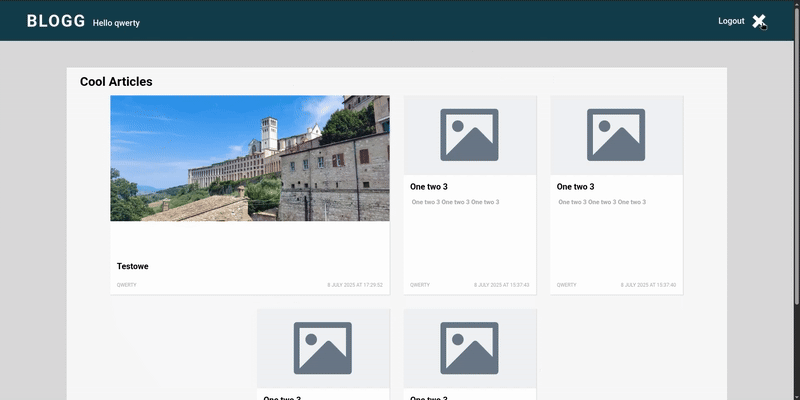 BLOGG Hello qwerty Logout
Cool Articles
Testowe
QWERTY 8 JULY 2025 AT 17:29:52
One two 3
One two 3 One two 3 One two 3
QWERTY 8 JULY 2025 AT 15:37:43
One two 3
One two 3 One two 3 One two 3
QWERTY 8 JULY 2025 AT 15:37:40
One two 3
One two 3